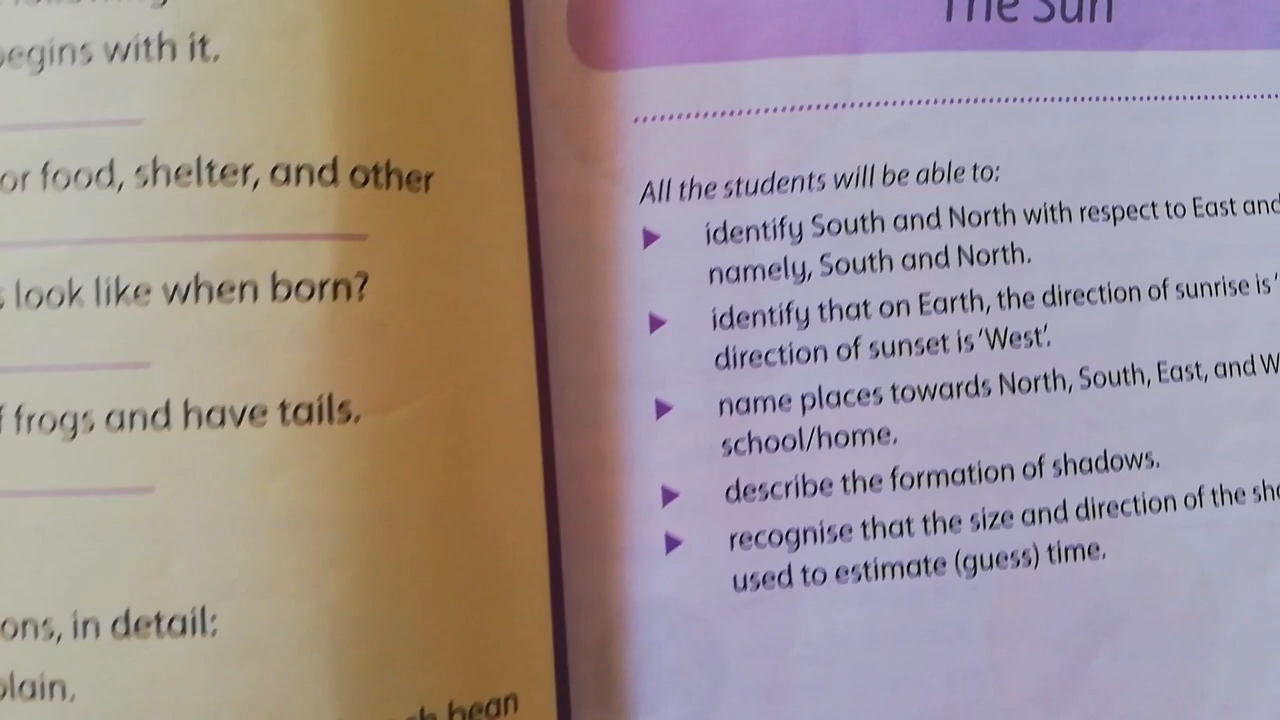 begins with it.
or food, shelter, and other
look like when born?
frogs and have tails.
ons, in detail:
plain.
bean
The Sun
All the students will be able to:
▶ identify South and North with respect to East and
namely, South and North.
▶ identify that on Earth, the direction of sunrise is '
direction of sunset is 'West'.
▶ name places towards North, South, East, and W
school/home.
▶ describe the formation of shadows.
▶ recognise that the size and direction of the sha
used to estimate (guess) time.